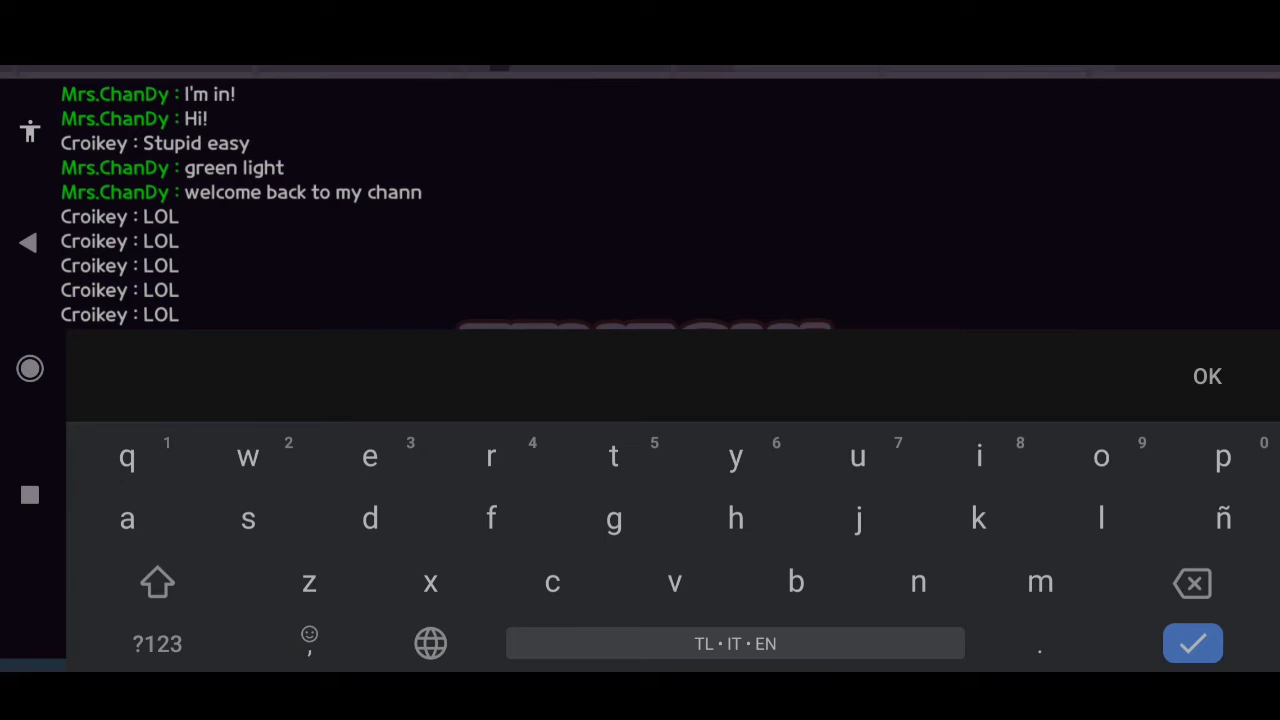 Mrs.ChanDy : I'm in!
Mrs.ChanDy : Hi!
Croikey : Stupid easy
Mrs.ChanDy : green light
Mrs.ChanDy : welcome back to my chann
Croikey : LOL
Croikey : LOL
Croikey : LOL
Croikey : LOL
Croikey : LOL
OK
1 2 3 4 5 6 7 8 9 0
q w e r t y u i o p
a s d f g h j k l ñ
z x c v b n m
?123 , TL • IT • EN .